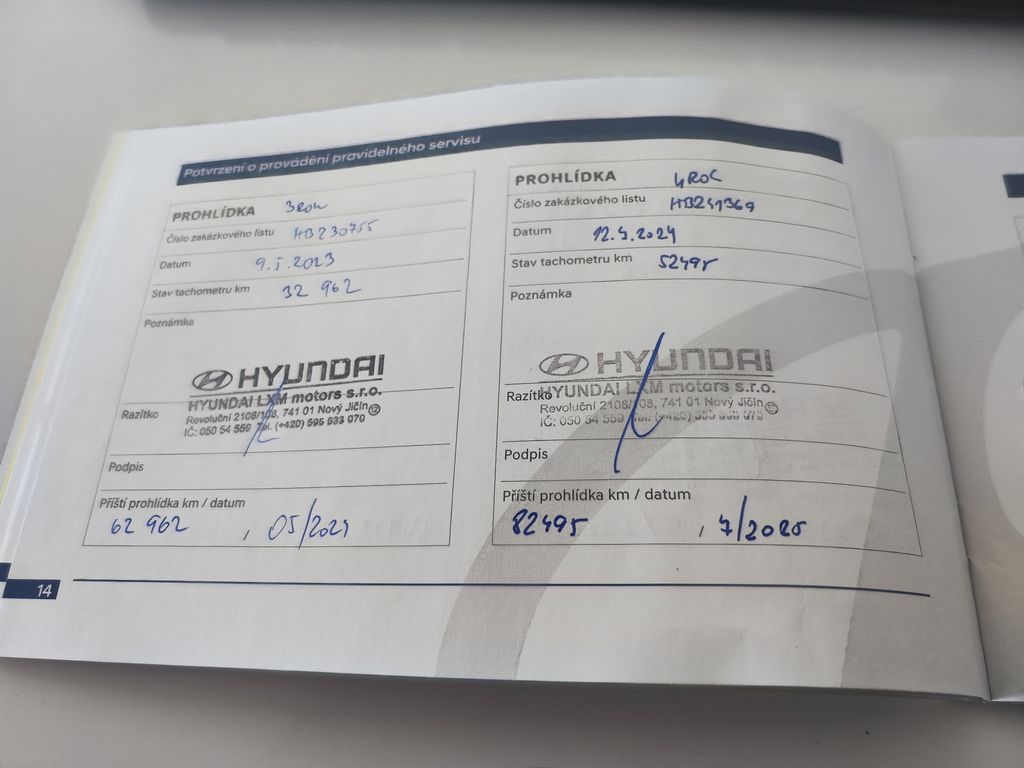 Potvrzení o provádění pravidelného servisu
PROHLÍDKA 3ROK
Číslo zakázkového listu HB230755
Datum 9.5.2023
Stav tachometru km 32 962
Poznámka
HYUNDAI
HYUNDAI LXM motors s.r.o.
Revoluční 2108/108, 741 01 Nový Jičín 12
Razítko
IČ: 050 54 559 Tel. (+420) 595 533 070
Podpis
Příští prohlídka km / datum
62 962 , 05/2024
PROHLÍDKA 4ROK
Číslo zakázkového listu HB241369
Datum
Stav tachometru km 52495
Poznámka
HYUNDAI
HYUNDAI LXM motors s.r.o.
Razítko
Revoluční 2108/108, 741 01 Nový Jičín
IČ: 050 54 559 Tel. (+420)
Podpis
Příští prohlídka km / datum
82495 , 7/2025
14